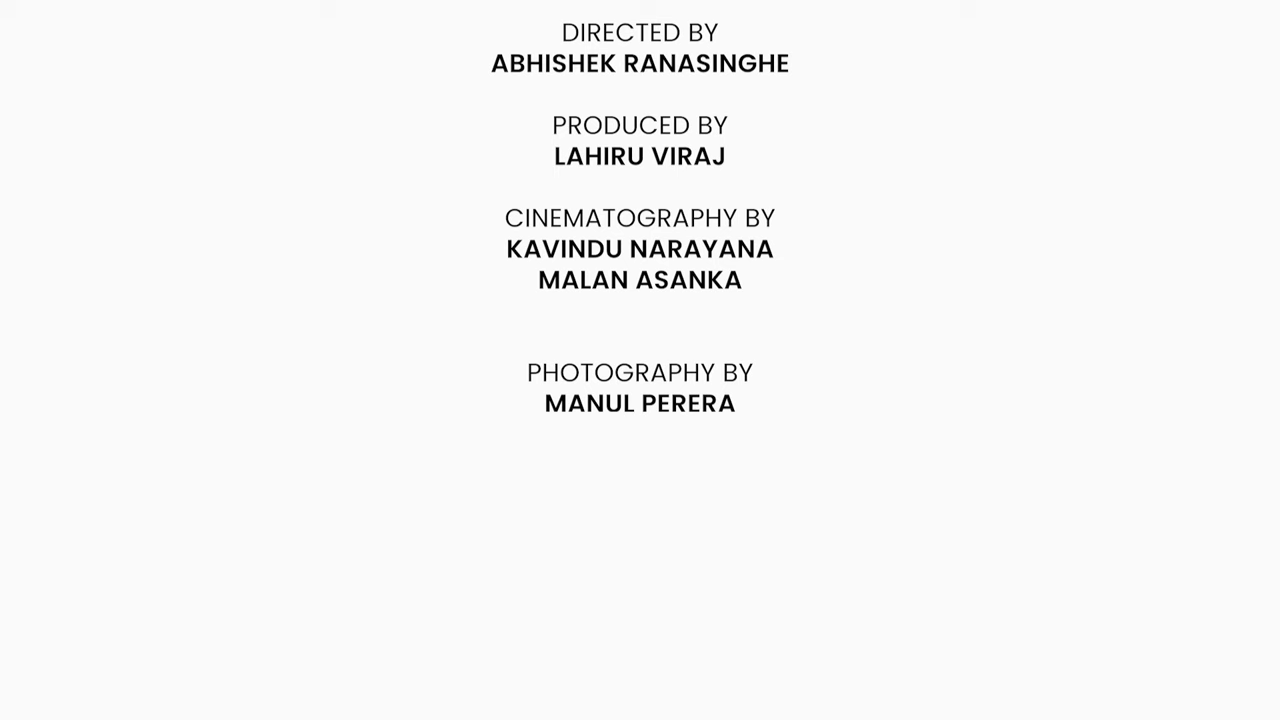 DIRECTED BY
ABHISHEK RANASINGHE
PRODUCED BY
LAHIRU VIRAJ
CINEMATOGRAPHY BY
KAVINDU NARAYANA
MALAN ASANKA
PHOTOGRAPHY BY
MANUL PERERA